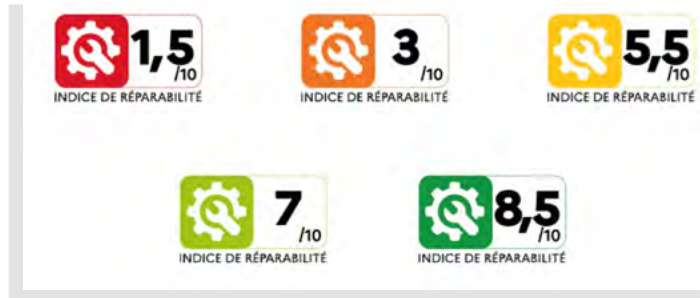 1,5 /10
INDICE DE RÉPARABILITÉ
3 /10
INDICE DE RÉPARABILITÉ
5,5 /10
INDICE DE RÉPARABILITÉ
7 /10
INDICE DE RÉPARABILITÉ
8,5 /10
INDICE DE RÉPARABILITÉ